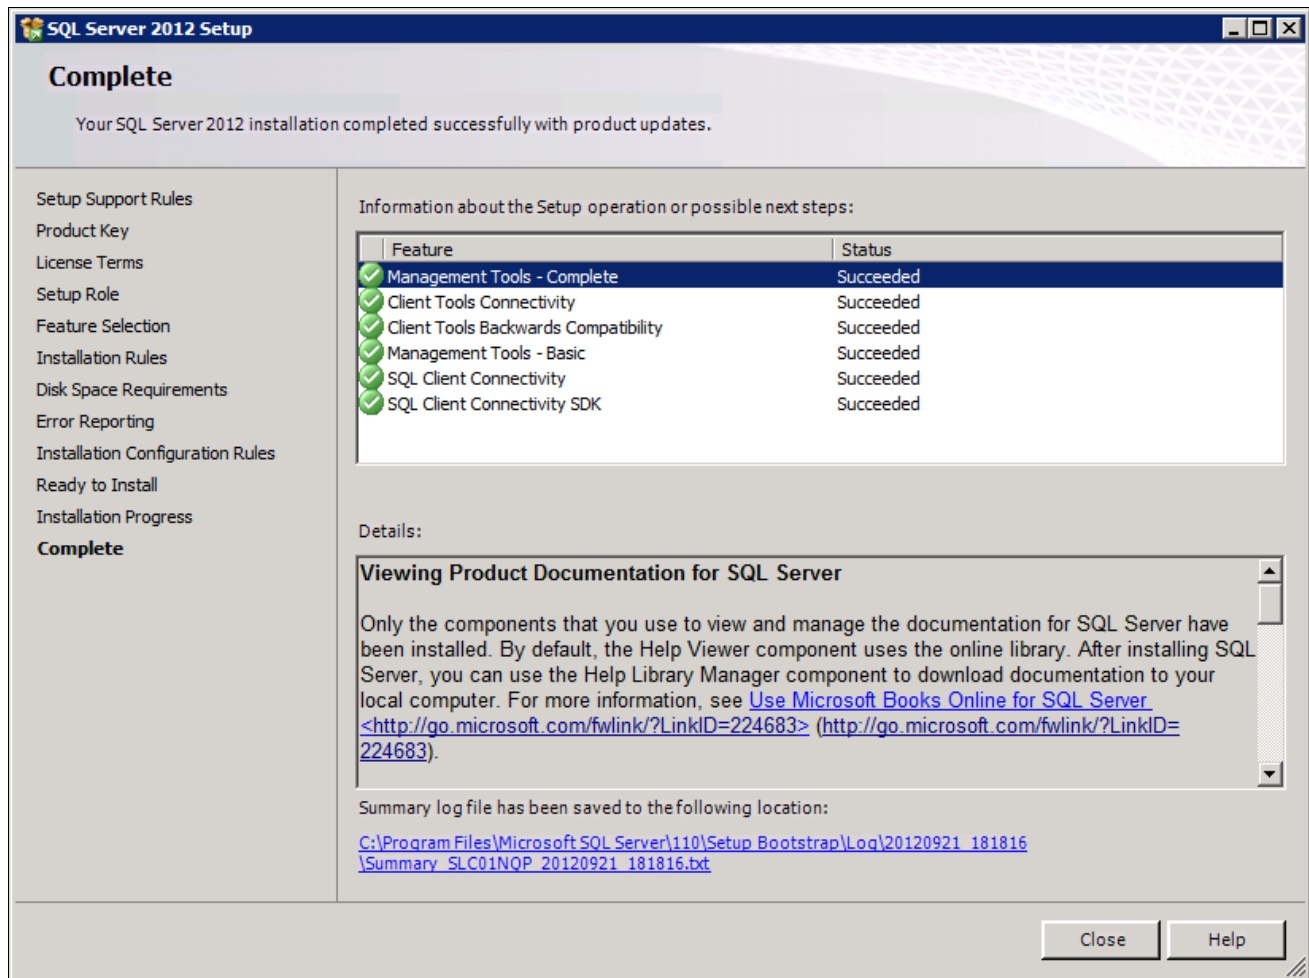 SQL Server 2012 Setup
Complete
Your SQL Server 2012 installation completed successfully with product updates.
Setup Support Rules
Product Key
License Terms
Setup Role
Feature Selection
Installation Rules
Disk Space Requirements
Error Reporting
Installation Configuration Rules
Ready to Install
Installation Progress
Complete
Information about the Setup operation or possible next steps:
Feature Status
Management Tools - Complete Succeeded
Client Tools Connectivity Succeeded
Client Tools Backwards Compatibility Succeeded
Management Tools - Basic Succeeded
SQL Client Connectivity Succeeded
SQL Client Connectivity SDK Succeeded
Details:
Viewing Product Documentation for SQL Server
Only the components that you use to view and manage the documentation for SQL Server have
been installed. By default, the Help Viewer component uses the online library. After installing SQL
Server, you can use the Help Library Manager component to download documentation to your
local computer. For more information, see Use Microsoft Books Online for SQL Server
<http://go.microsoft.com/fwlink/?LinkID=224683> (http://go.microsoft.com/fwlink/?LinkID=
224683).
Summary log file has been saved to the following location:
C:\Program Files\Microsoft SQL Server\110\Setup Bootstrap\Log\20120921_181816
\Summary_SLC01NQP_20120921_181816.txt
Close Help